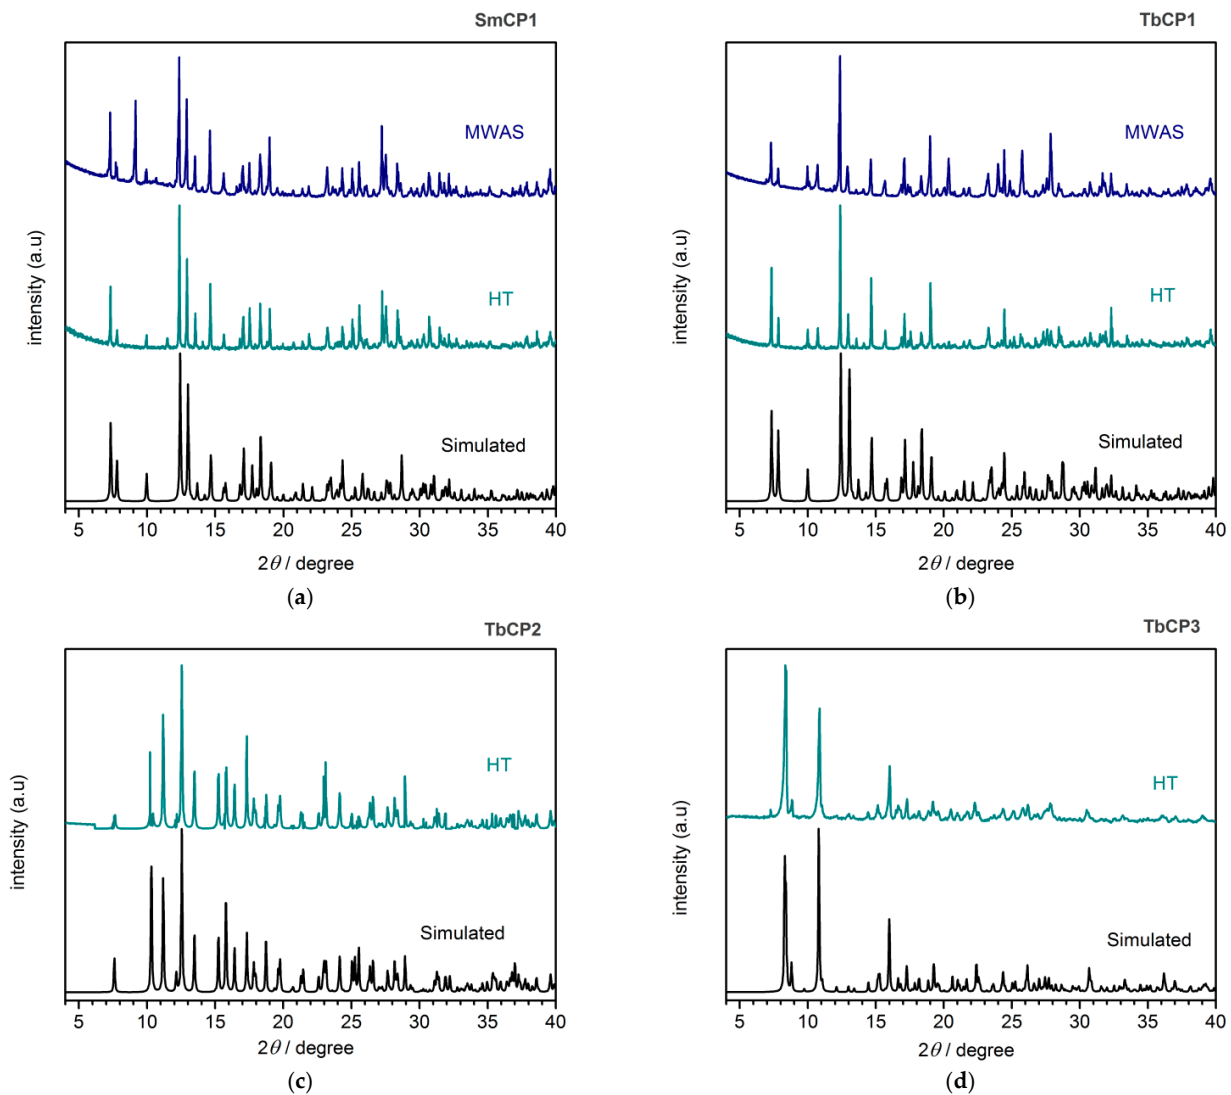 SmCP1
MWAS
HT
Simulated
intensity (a.u)
5 10 15 20 25 30 35 40
2θ / degree
(a)
TbCP1
MWAS
HT
Simulated
intensity (a.u)
5 10 15 20 25 30 35 40
2θ / degree
(b)
TbCP2
HT
Simulated
intensity (a.u)
5 10 15 20 25 30 35 40
2θ / degree
(c)
TbCP3
HT
Simulated
intensity (a.u)
5 10 15 20 25 30 35 40
2θ / degree
(d)